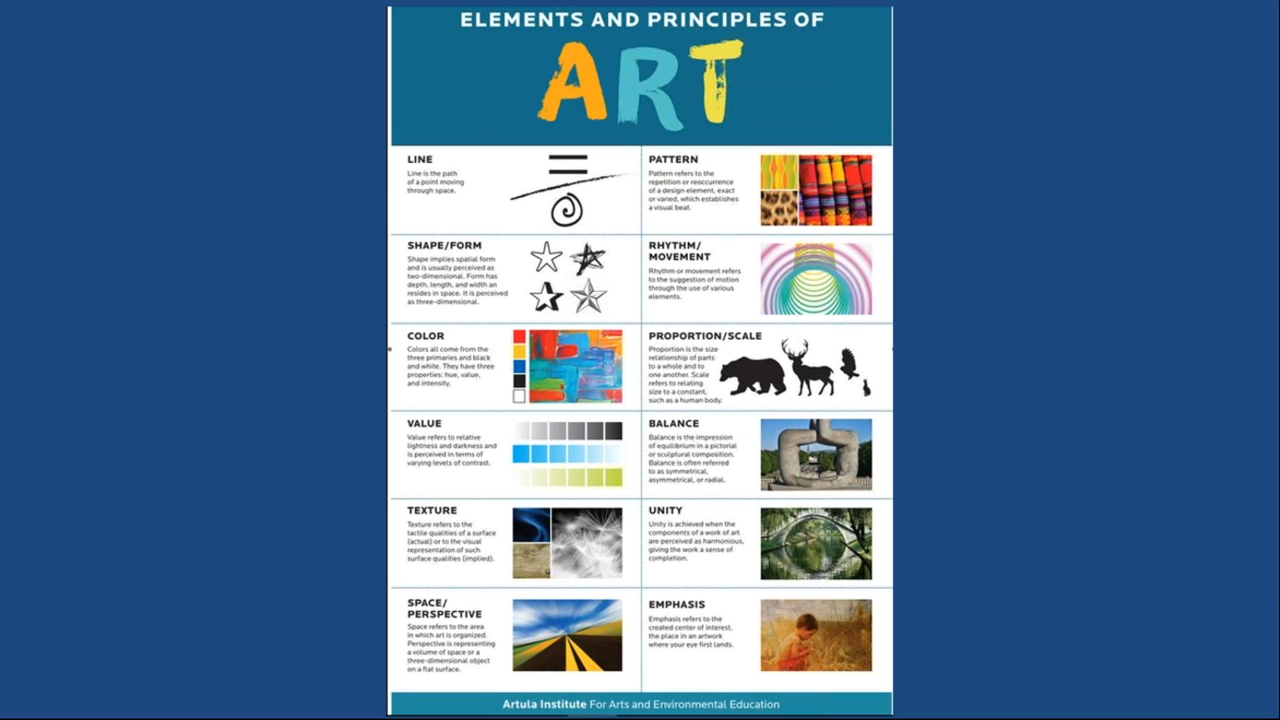 ELEMENTS AND PRINCIPLES OF
ART
LINE
Line is the path
of a point moving
through space.
PATTERN
Pattern refers to the
repetition or reoccurrence
of a design element, exact
or varied, which establishes
a visual beat.
SHAPE/FORM
Shape implies spatial form
and is usually perceived as
two-dimensional. Form has
depth, length, and width an
resides in space. It is perceived
as three-dimensional.
RHYTHM/
MOVEMENT
Rhythm or movement refers
to the suggestion of motion
through the use of various
elements.
COLOR
Colors all come from the
three primaries and black
and white. They have three
properties: hue, value,
and intensity.
PROPORTION/SCALE
Proportion is the size
relationship of parts
to a whole and to
one another. Scale
refers to relating
size to a constant,
such as a human body.
VALUE
Value refers to relative
lightness and darkness and
is perceived in terms of
varying levels of contrast.
BALANCE
Balance is the impression
of equilibrium in a pictorial
or sculptural composition.
Balance is often referred
to as symmetrical,
asymmetrical, or radial.
TEXTURE
Texture refers to the
tactile qualities of a surface
(actual) or to the visual
representation of such
surface qualities (implied).
UNITY
Unity is achieved when the
components of a work of art
are perceived as harmonious,
giving the work a sense of
completion.
SPACE/
PERSPECTIVE
Space refers to the area
in which art is organized.
Perspective is representing
a volume of space or a
three-dimensional object
on a flat surface.
EMPHASIS
Emphasis refers to the
created center of interest,
the place in an artwork
where your eye first lands.
Artula Institute For Arts and Environmental Education